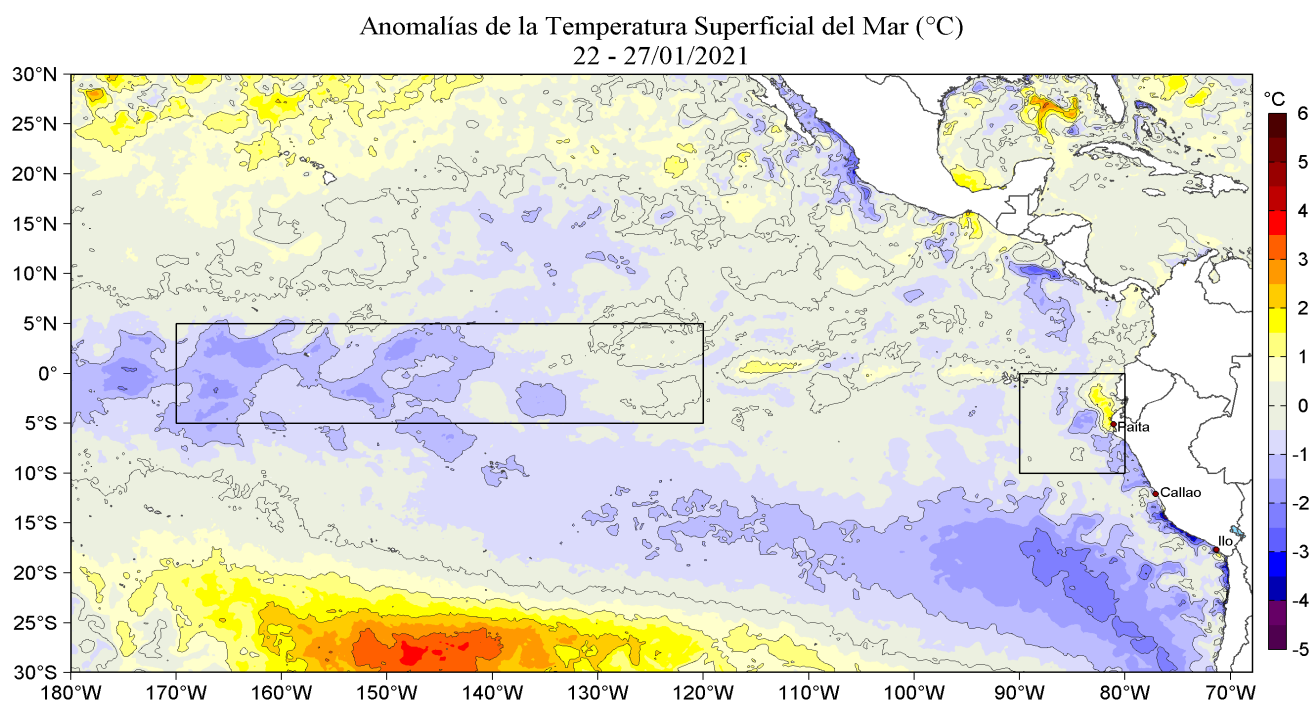 Anomalías de la Temperatura Superficial del Mar (°C)
22 - 27/01/2021
30°N
25°N
20°N
15°N
10°N
5°N
0°
5°S
10°S
15°S
20°S
25°S
30°S
180°W
170°W
160°W
150°W
140°W
130°W
120°W
110°W
100°W
90°W
80°W
70°W
Paita
Callao
Ilo
°C
6
5
4
3
2
1
0
-1
-2
-3
-4
-5